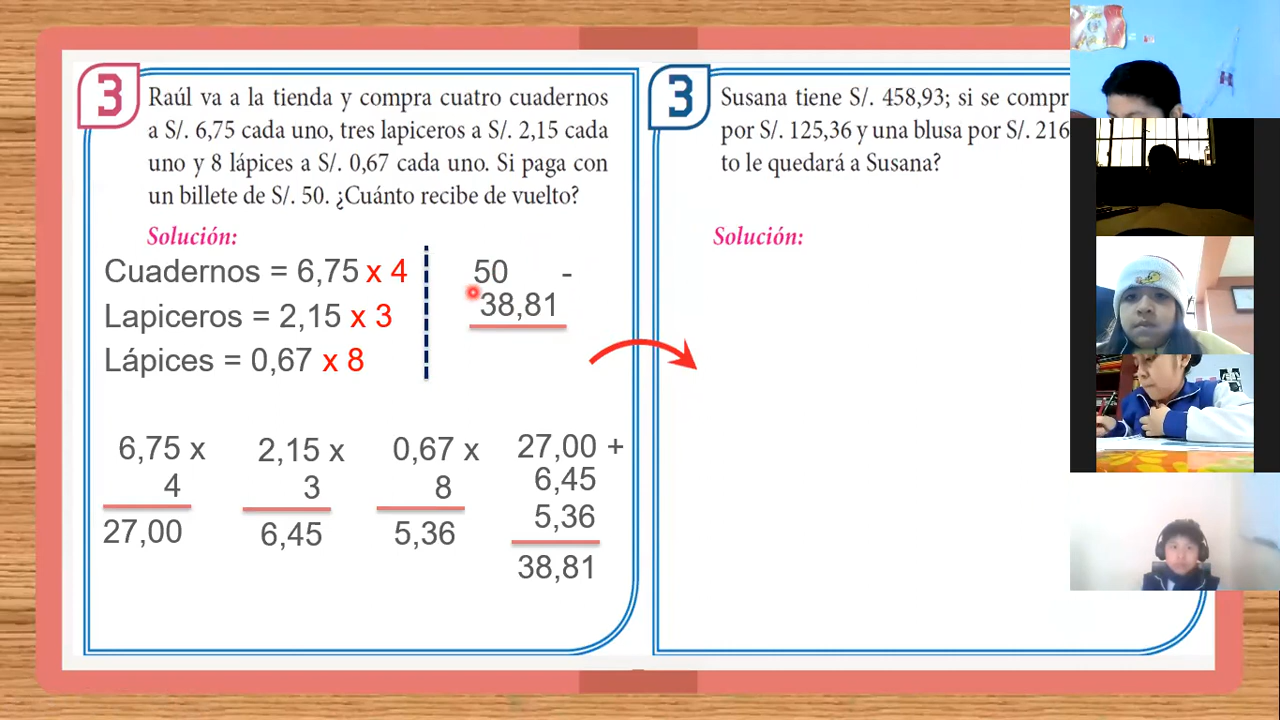 3
Raúl va a la tienda y compra cuatro cuadernos
a S/. 6,75 cada uno, tres lapiceros a S/. 2,15 cada
uno y 8 lápices a S/. 0,67 cada uno. Si paga con
un billete de S/. 50. ¿Cuánto recibe de vuelto?
Solución:
Cuadernos = 6,75 x 4
Lapiceros = 2,15 x 3
Lápices = 0,67 x 8
50 -
38,81
6,75 x
4
27,00
2,15 x
3
6,45
0,67 x
8
5,36
27,00 +
6,45
5,36
38,81
3
Susana tiene S/. 458,93; si se compr
por S/. 125,36 y una blusa por S/. 216
to le quedará a Susana?
Solución: